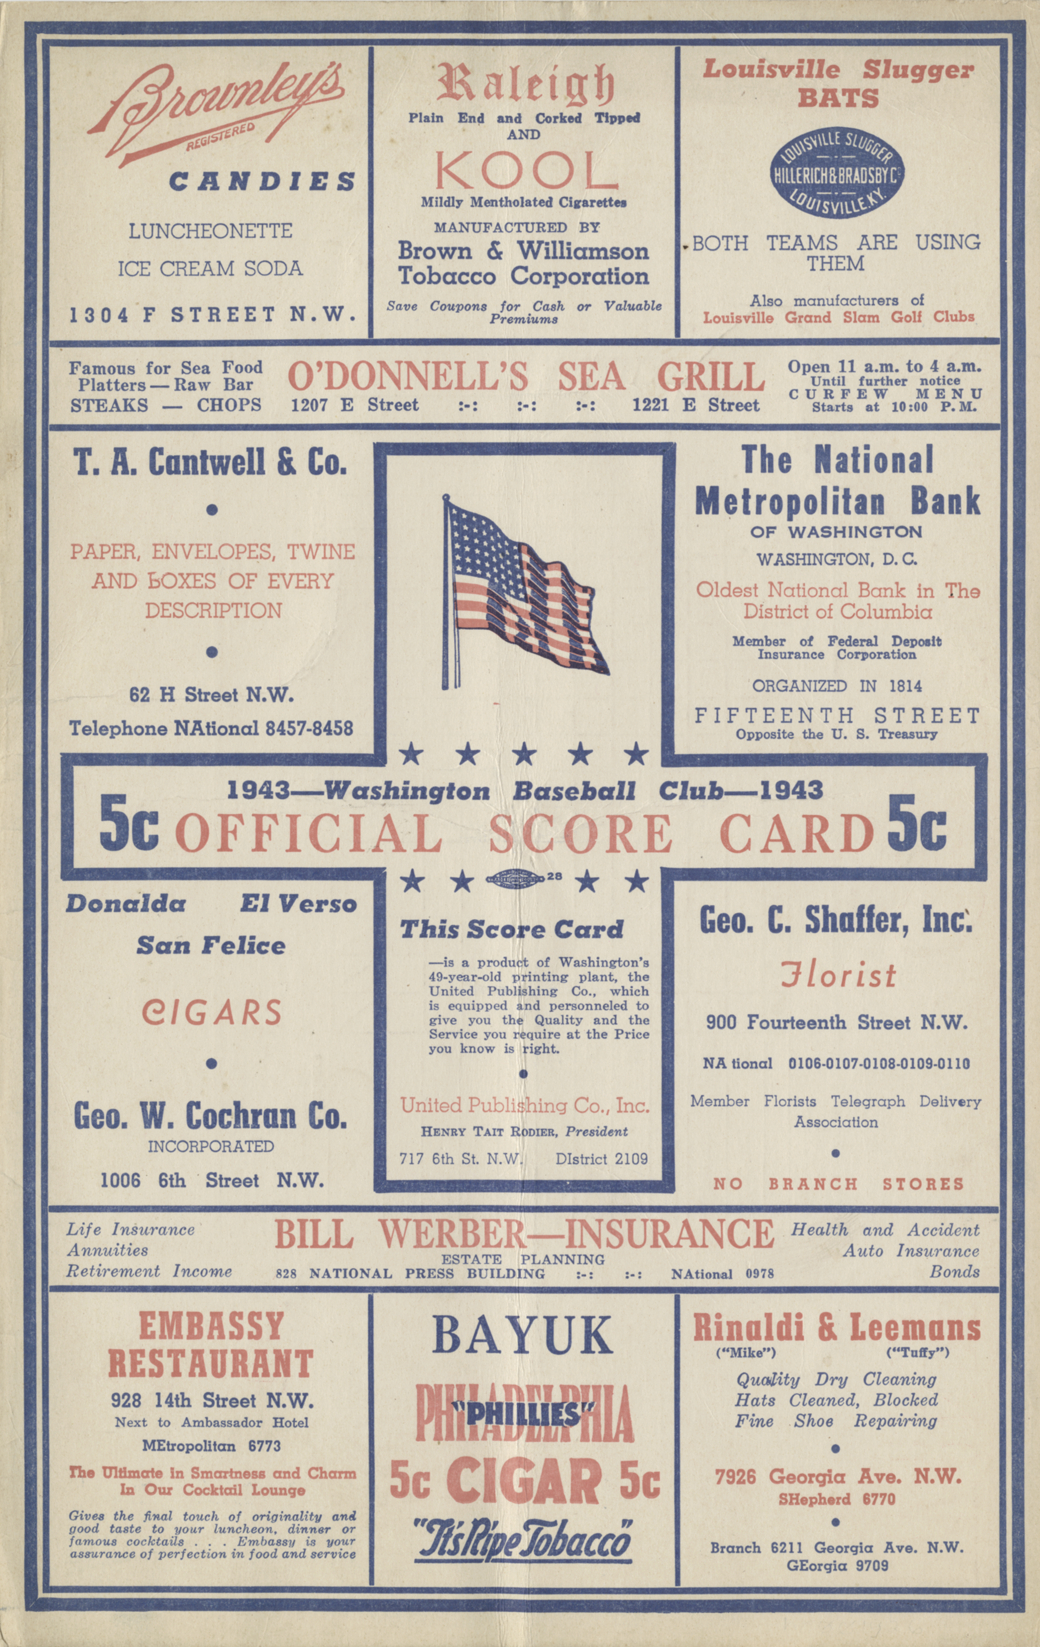 Brownley's
REGISTERED
CANDIES
LUNCHEONETTE
ICE CREAM SODA
1304 F STREET N.W.
Raleigh
Plain End and Corked Tipped
AND
KOOL
Mildly Mentholated Cigarettes
MANUFACTURED BY
Brown & Williamson
Tobacco Corporation
Save Coupons for Cash or Valuable
Premiums
Louisville Slugger
BATS
LOUISVILLE SLUGGER
HILLERICH & BRADSBY C
LOUISVILLE, KY.
BOTH TEAMS ARE USING
THEM
Also manufacturers of
Louisville Grand Slam Golf Clubs
Famous for Sea Food
Platters — Raw Bar
STEAKS — CHOPS
O'DONNELL'S SEA GRILL
1207 E Street :-: :-: :-: 1221 E Street
Open 11 a.m. to 4 a.m.
Until further notice
CURFEW MENU
Starts at 10:00 P.M.
T. A. Cantwell & Co.
PAPER, ENVELOPES, TWINE
AND BOXES OF EVERY
DESCRIPTION
62 H Street N.W.
Telephone NAtional 8457-8458
The National
Metropolitan Bank
OF WASHINGTON
WASHINGTON, D. C.
Oldest National Bank in The
District of Columbia
Member of Federal Deposit
Insurance Corporation
ORGANIZED IN 1814
FIFTEENTH STREET
Opposite the U. S. Treasury
1943—Washington Baseball Club—1943
5c OFFICIAL SCORE CARD 5c
28
Donalda El Verso
San Felice
CIGARS
Geo. W. Cochran Co.
INCORPORATED
1006 6th Street N.W.
This Score Card
—is a product of Washington's
49-year-old printing plant, the
United Publishing Co., which
is equipped and personneled to
give you the Quality and the
Service you require at the Price
you know is right.
United Publishing Co., Inc.
HENRY TAIT RODIER, President
717 6th St. N.W. DIstrict 2109
Geo. C. Shaffer, Inc.
Florist
900 Fourteenth Street N.W.
NA tional 0106-0107-0108-0109-0110
Member Florists Telegraph Delivery
Association
NO BRANCH STORES
Life Insurance
Annuities
Retirement Income
BILL WERBER—INSURANCE
ESTATE PLANNING
828 NATIONAL PRESS BUILDING :-: :-: NAtional 0978
Health and Accident
Auto Insurance
Bonds
EMBASSY
RESTAURANT
928 14th Street N.W.
Next to Ambassador Hotel
MEtropolitan 6773
The Ultimate In Smartness and Charm
In Our Cocktail Lounge
Gives the final touch of originality and
good taste to your luncheon, dinner or
famous cocktails . . . Embassy is your
assurance of perfection in food and service
BAYUK
PHILADELPHIA
"PHILLIES"
5c CIGAR 5c
"It's Ripe Tobacco"
Rinaldi & Leemans
("Mike") ("Tuffy")
Quality Dry Cleaning
Hats Cleaned, Blocked
Fine Shoe Repairing
7926 Georgia Ave. N.W.
SHepherd 6770
Branch 6211 Georgia Ave. N.W.
GEorgia 9709